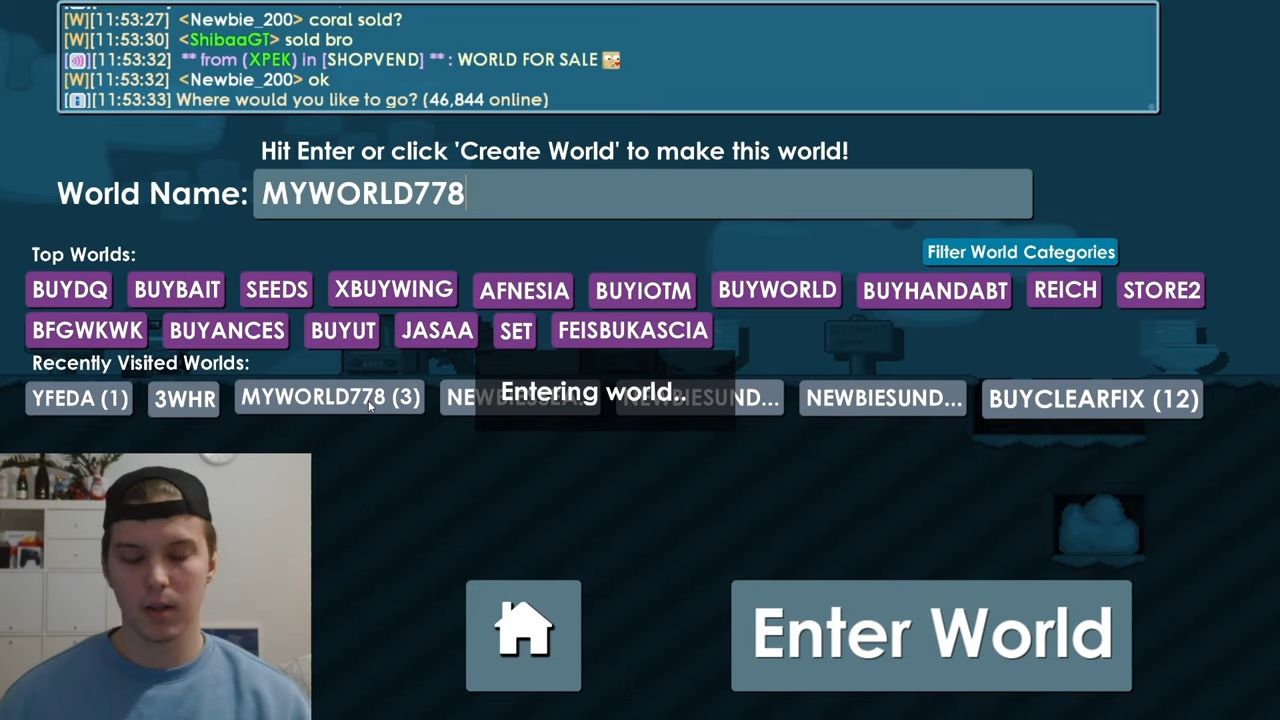 [W][11:53:27] <Newbie_200> coral sold?
[W][11:53:30] <ShibaaGT> sold bro
[11:53:32] ** from (XPEK) in [SHOPVEND] ** : WORLD FOR SALE
[W][11:53:32] <Newbie_200> ok
[11:53:33] Where would you like to go? (46,844 online)
Hit Enter or click 'Create World' to make this world!
World Name: MYWORLD778
Top Worlds:
Filter World Categories
BUYDQ BUYBAIT SEEDS XBUYWING AFNESIA BUYIOTM BUYWORLD BUYHANDABT REICH STORE2
BFGWKWK BUYANCES BUYUT JASAA SET FEISBUKASCIA
Recently Visited Worlds:
YFEDA (1) 3WHR MYWORLD778 (3) Entering world.. NEWBIESUND... BUYCLEARFIX (12)
Enter World